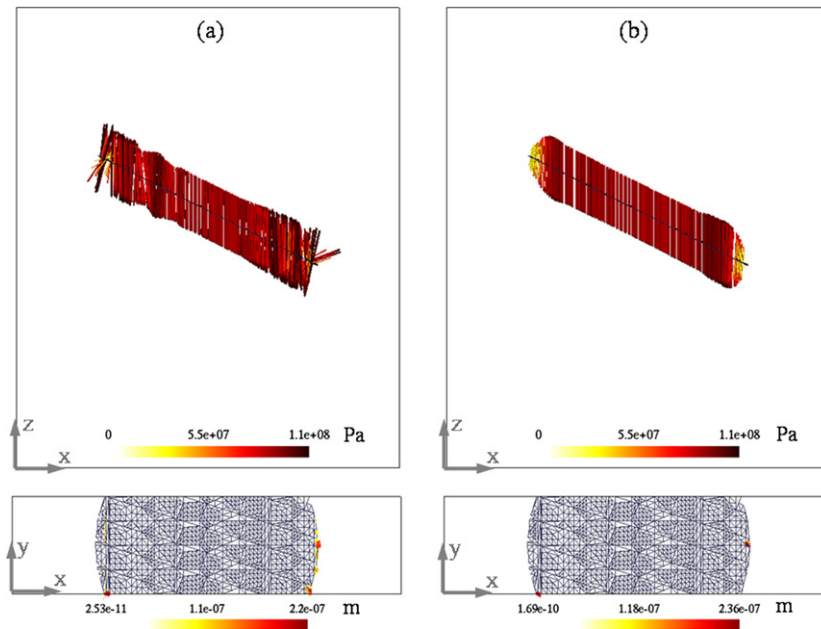 (a)
(b)
z
x
0 5.5e+07 1.1e+08 Pa
z
x
0 5.5e+07 1.1e+08 Pa
y
x
2.53e-11 1.1e-07 2.2e-07 m
y
x
1.69e-10 1.18e-07 2.36e-07 m